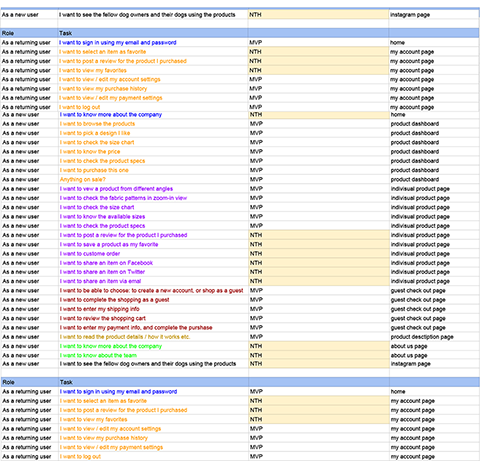 As a new user I want to see the fellow dog owners and their dogs using the products NTH instagram page
Role Task
As a returning user I want to sign in using my email and password MVP home
As a returning user I want to select an item as favorite NTH my account page
As a returning user I want to post a review for the product I purchased NTH my account page
As a returning user I want to view my favorites NTH my account page
As a returning user I want to view / edit my account settings MVP my account page
As a returning user I want to view my purchase history MVP my account page
As a returning user I want to view / edit my payment settings MVP my account page
As a returning user I want to log out MVP my account page
As a new user I want to know more about the company NTH home
As a new user I want to browse the products MVP product dashboard
As a new user I want to pick a design I like MVP product dashboard
As a new user I want to check the size chart MVP product dashboard
As a new user I want to know the price MVP product dashboard
As a new user I want to check the product specs MVP product dashboard
As a new user I want to purchase this one MVP product dashboard
As a new user Anything on sale? MVP product dashboard
As a new user I want to vew a product from different angles MVP indivisual product page
As a new user I want to check the fabric patterns in zoom-in view MVP indivisual product page
As a new user I want to check the size chart MVP indivisual product page
As a new user I want to know the available sizes MVP indivisual product page
As a new user I want to check the product specs MVP indivisual product page
As a new user I want to post a review for the product I purchased NTH indivisual product page
As a new user I want to save a product as my favorite NTH indivisual product page
As a new user I want to custome order NTH indivisual product page
As a new user I want to share an item on Facebook NTH indivisual product page
As a new user I want to share an item on Twitter NTH indivisual product page
As a new user I want to share an item via email NTH indivisual product page
As a new user I want to be able to choose: to create a new account, or shop as a guest MVP guest check out page
As a new user I want to complete the shopping as a guest MVP guest check out page
As a new user I want to enter my shipping info MVP guest check out page
As a new user I want to review the shopping cart MVP guest check out page
As a new user I want to enter my payment info, and complete the purchase MVP guest check out page
As a new user I want to read the product details / how it works etc. MVP product desctiption page
As a new user I want to know more about the company NTH about us page
As a new user I want to know about the team NTH about us page
As a new user I want to see the fellow dog owners and their dogs using the products NTH instagram page
Role Task
As a returning user I want to sign in using my email and password MVP home
As a returning user I want to select an item as favorite NTH my account page
As a returning user I want to post a review for the product I purchased NTH my account page
As a returning user I want to view my favorites NTH my account page
As a returning user I want to view / edit my account settings MVP my account page
As a returning user I want to view my purchase history MVP my account page
As a returning user I want to view / edit my payment settings MVP my account page
As a returning user I want to log out MVP my account page